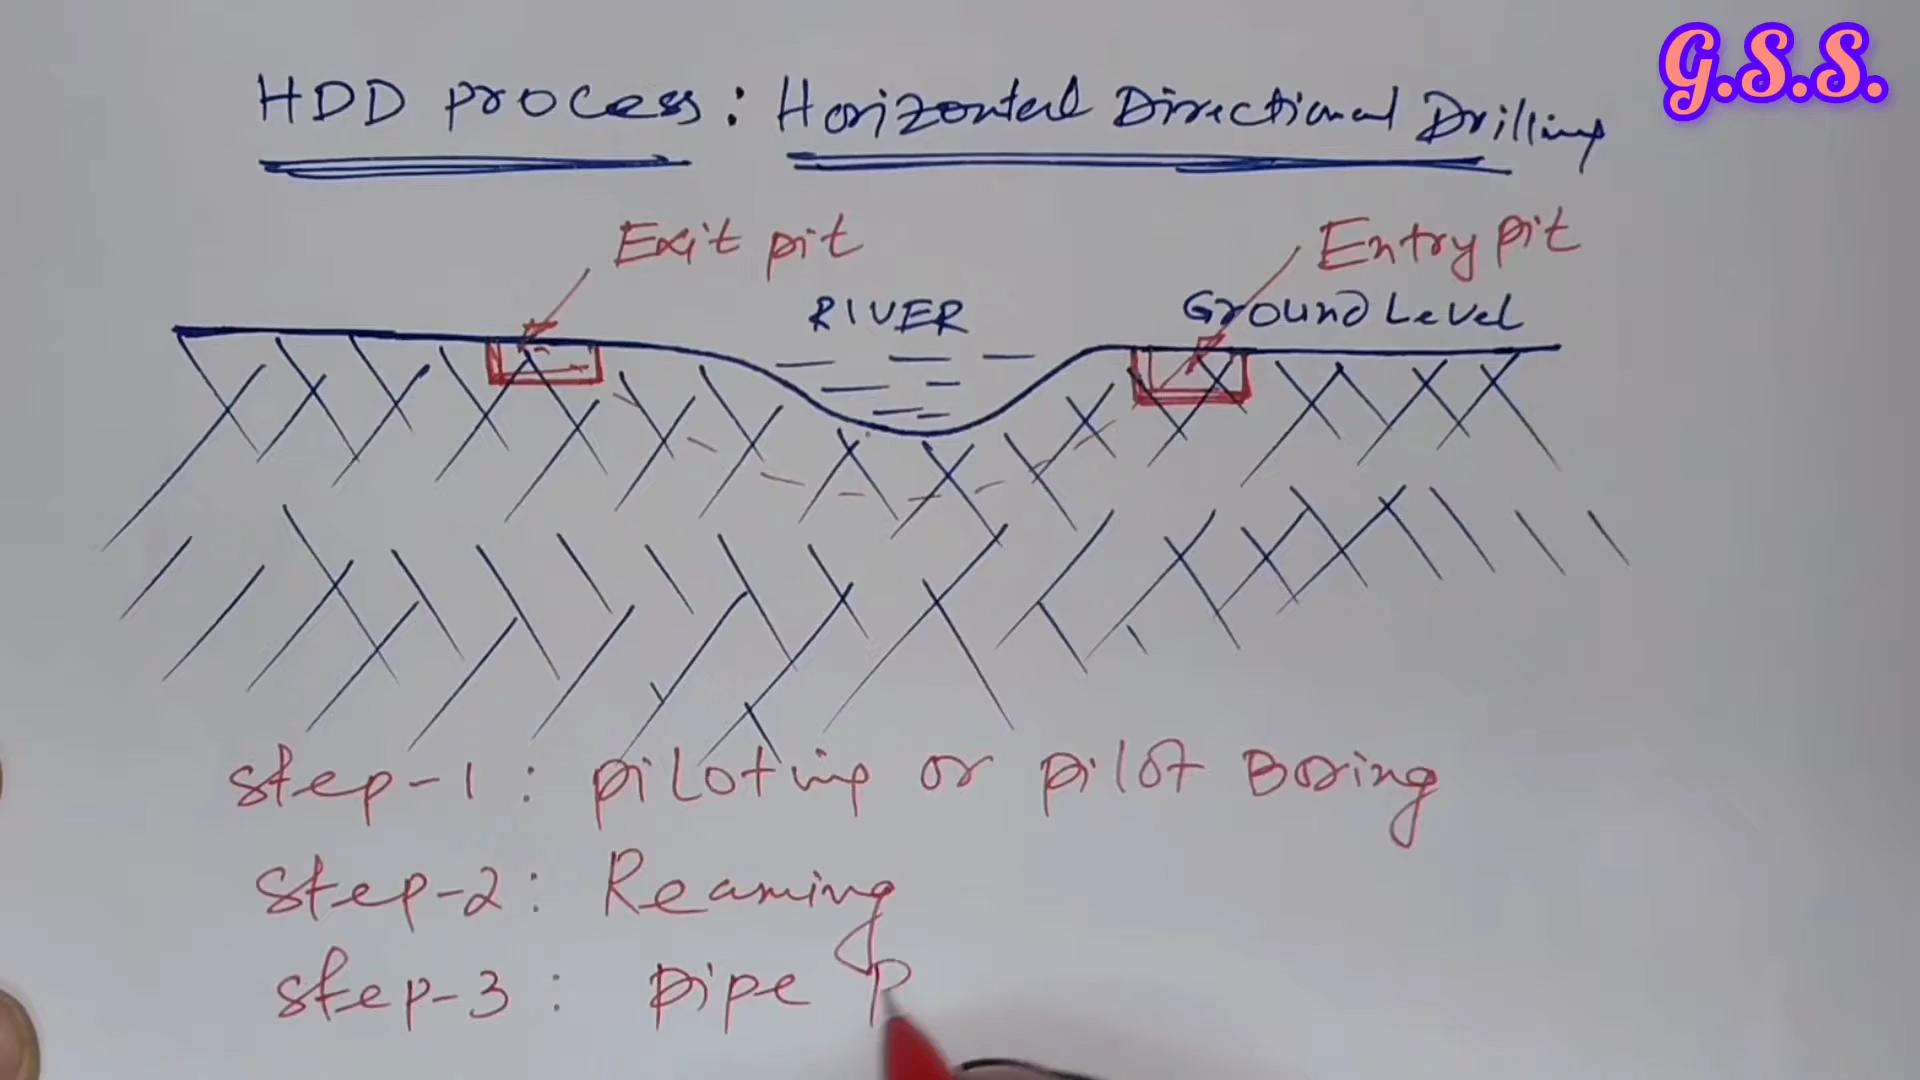 HDD process: Horizontal Directional Drilling
G.S.S.
Exit pit
Entry pit
RIVER
Ground Level
step-1: piloting or pilot Boring
step-2: Reaming
step-3: pipe P